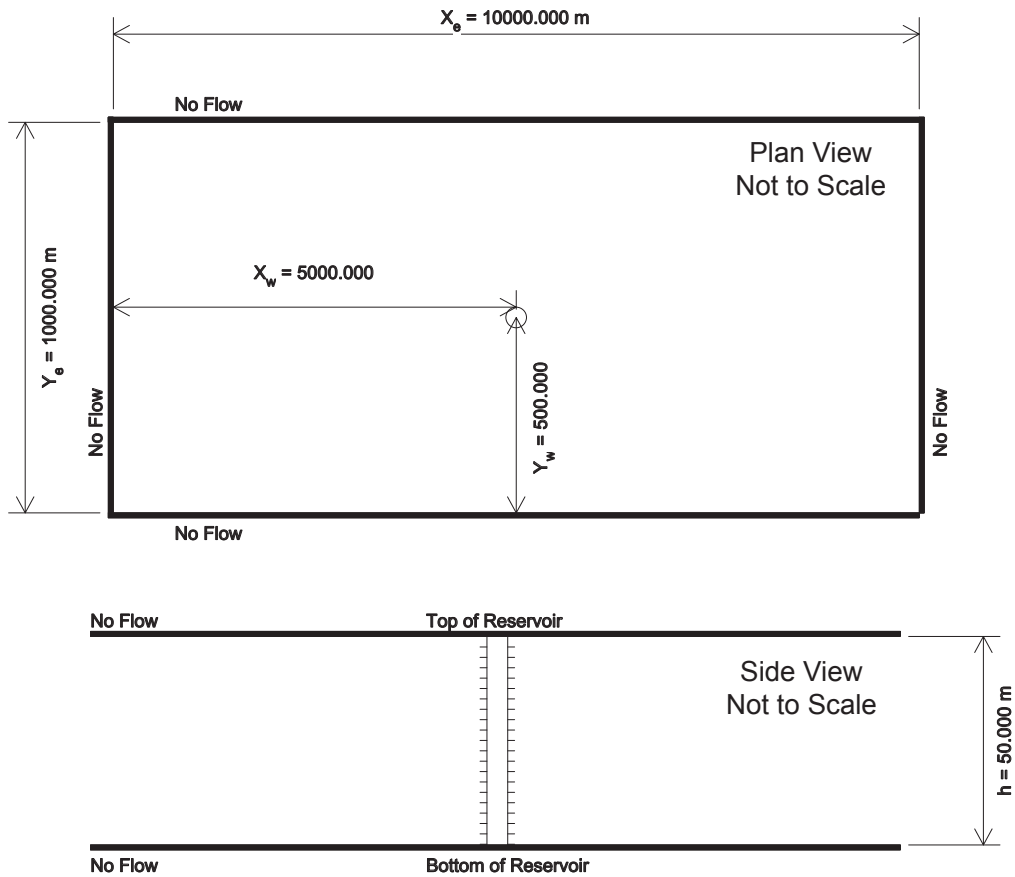 X_e = 10000.000 m
No Flow
Plan View
Not to Scale
X_w = 5000.000
Y_e = 1000.000 m
No Flow
Y_w = 500.000
No Flow
No Flow
No Flow
Top of Reservoir
Side View
Not to Scale
h = 50.000 m
No Flow
Bottom of Reservoir